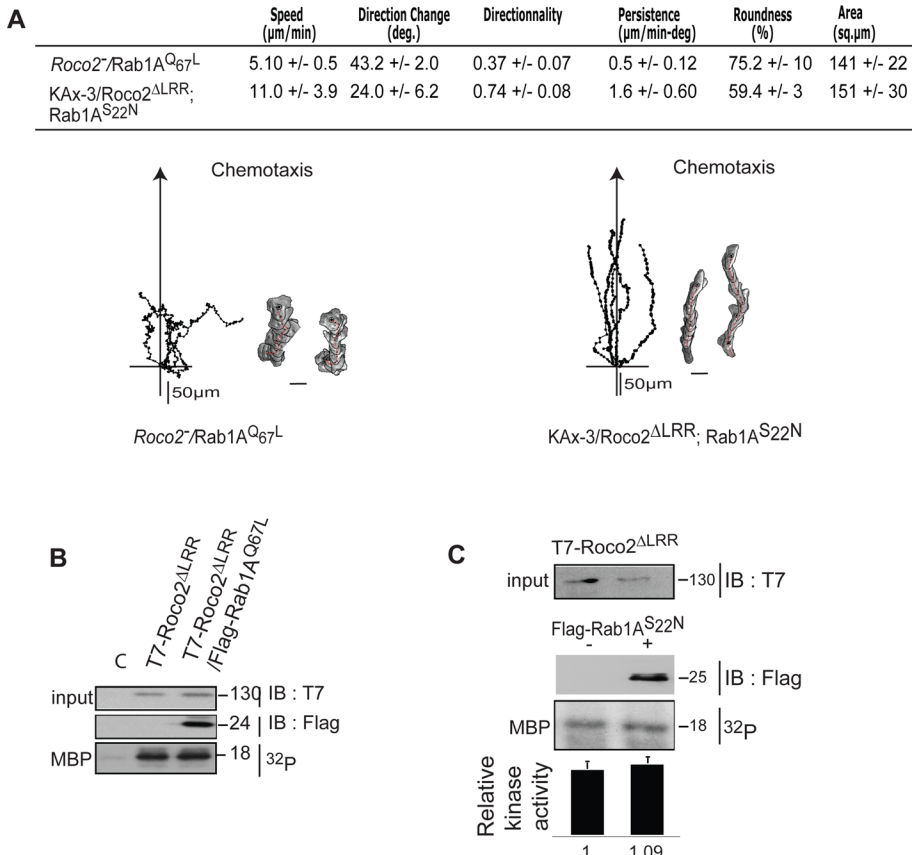 A
Speed Direction Change Directionnality Persistence Roundness Area
(µm/min) (deg.) (µm/min-deg) (%) (sq.µm)
Roco2-/Rab1AQ67L 5.10 +/- 0.5 43.2 +/- 2.0 0.37 +/- 0.07 0.5 +/- 0.12 75.2 +/- 10 141 +/- 22
KAx-3/Roco2ΔLRR; 11.0 +/- 3.9 24.0 +/- 6.2 0.74 +/- 0.08 1.6 +/- 0.60 59.4 +/- 3 151 +/- 30
Rab1AS22N
Chemotaxis
50µm
Roco2-/Rab1AQ67L
Chemotaxis
50µm
KAx-3/Roco2ΔLRR; Rab1AS22N
B
C
T7-Roco2ΔLRR
T7-Roco2ΔLRR
/Flag-Rab1AQ67L
input –130 IB : T7
–24 IB : Flag
MBP – 18 32P
C
T7-Roco2ΔLRR
input –130 IB : T7
Flag-Rab1AS22N
- +
–25 IB : Flag
MBP –18 32P
Relative
kinase
activity
1 1.09